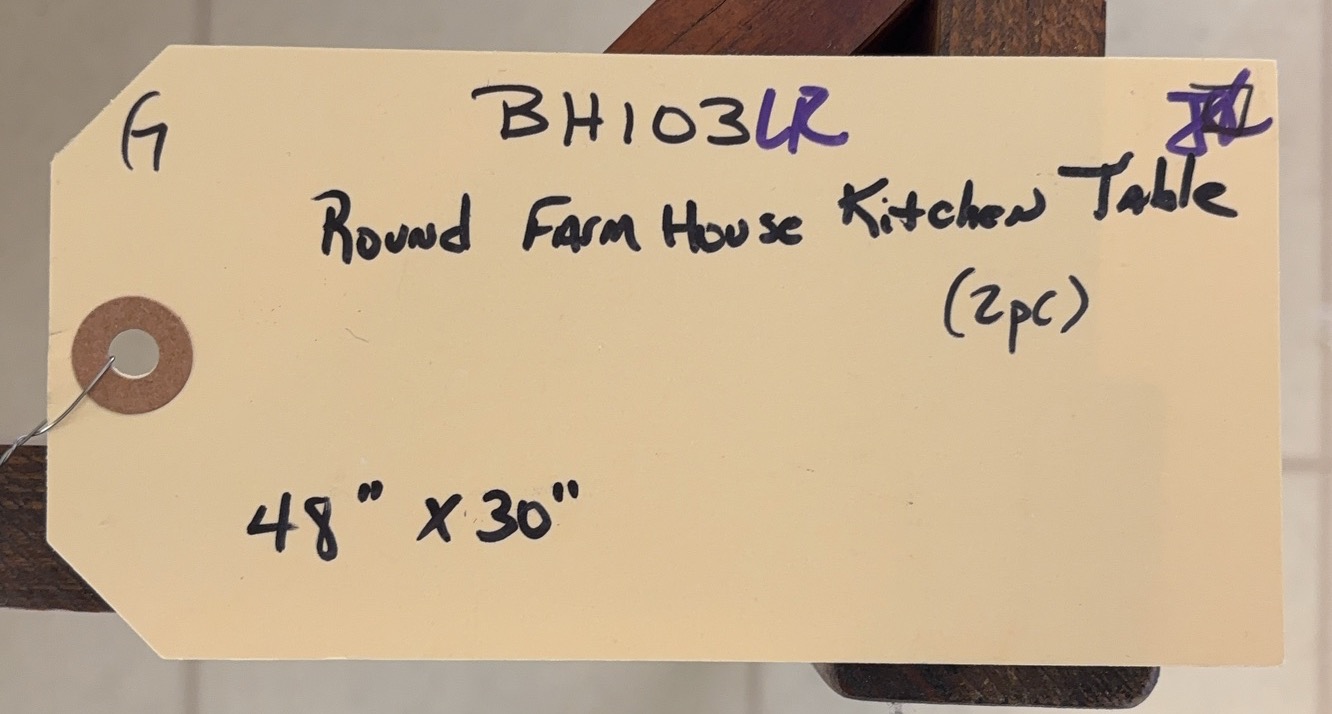 G BH103LR
Round Farm House Kitchen Table
(2pc)
48" x 30"